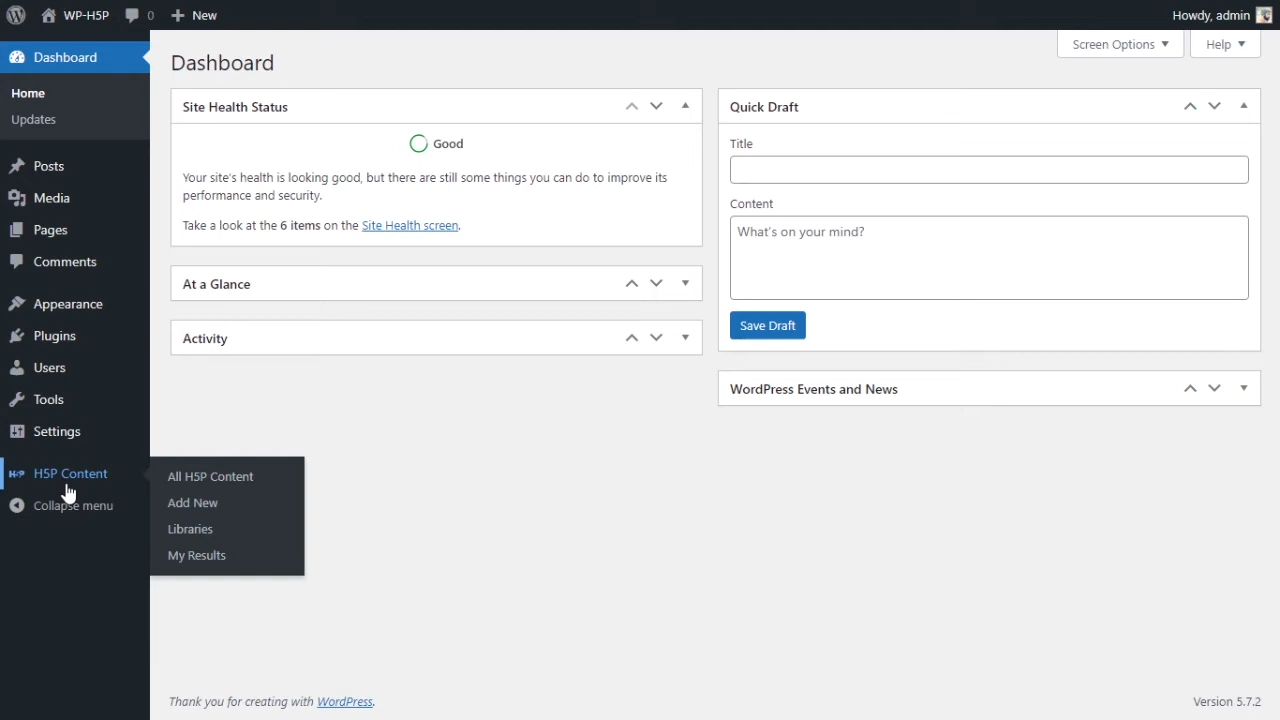 WP-H5P
0
New
Howdy, admin
Dashboard
Home
Updates
Posts
Media
Pages
Comments
Appearance
Plugins
Users
Tools
Settings
H5P
H5P Content
Collapse menu
All H5P Content
Add New
Libraries
My Results
Screen Options
Help
Dashboard
Site Health Status
Good
Your site's health is looking good, but there are still some things you can do to improve its
performance and security.
Take a look at the 6 items on the Site Health screen.
At a Glance
Activity
Quick Draft
Title
Content
What's on your mind?
Save Draft
WordPress Events and News
Thank you for creating with WordPress.
Version 5.7.2